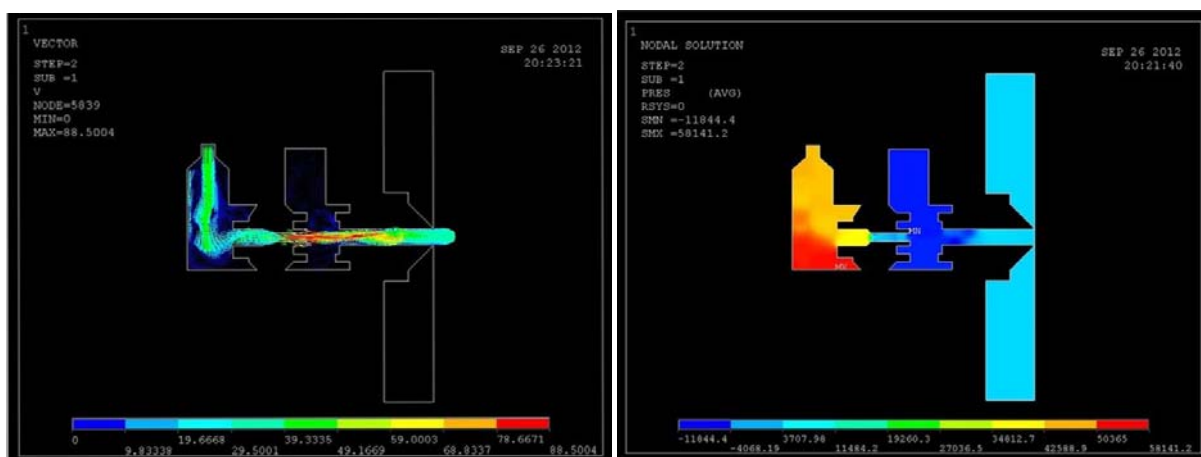 1
VECTOR
STEP=2
SUB =1
V
NODE=5839
MIN=0
MAX=88.5004
SEP 26 2012
20:23:21
0 19.6668 39.3335 59.0003 78.6671
9.83338 29.5001 49.1669 68.8337 88.5004
1
NODAL SOLUTION
STEP=2
SUB =1
PRES (AVG)
RSYS=0
SMN =-11844.4
SMX =58141.2
SEP 26 2012
20:21:40
MN
MX
-11844.4 3707.98 19260.3 34812.7 50365
-4068.19 11484.2 27036.5 42588.9 58141.2